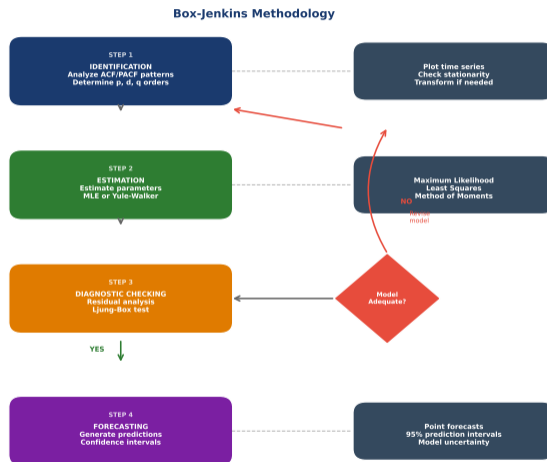 Box-Jenkins Methodology
STEP 1
IDENTIFICATION
Analyze ACF/PACF patterns
Determine p, d, q orders
Plot time series
Check stationarity
Transform if needed
STEP 2
ESTIMATION
Estimate parameters
MLE or Yule-Walker
Maximum Likelihood
Least Squares
Method of Moments
NO
model
STEP 3
DIAGNOSTIC CHECKING
Residual analysis
Ljung-Box test
Model
Adequate?
YES
STEP 4
FORECASTING
Generate predictions
Confidence intervals
Point forecasts
95% prediction intervals
Model uncertainty